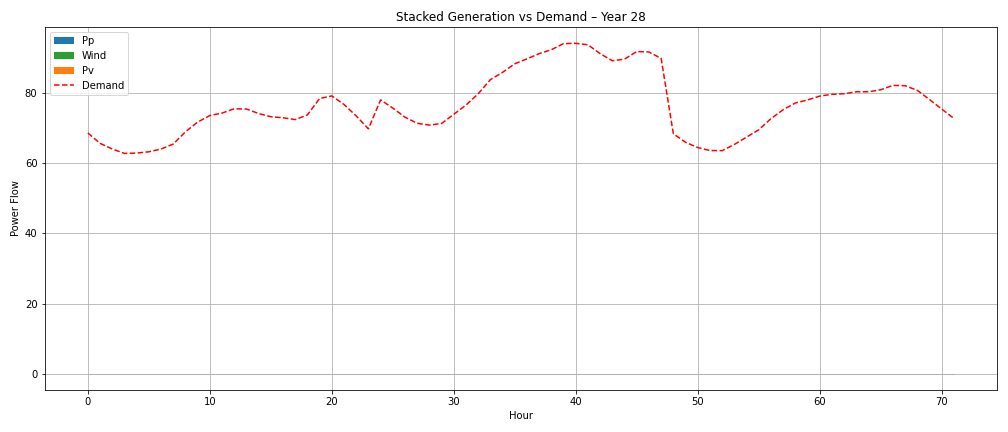 Stacked Generation vs Demand – Year 28
Pp
Wind
Pv
Demand
Power Flow
80
60
40
20
0
0 10 20 30 40 50 60 70
Hour